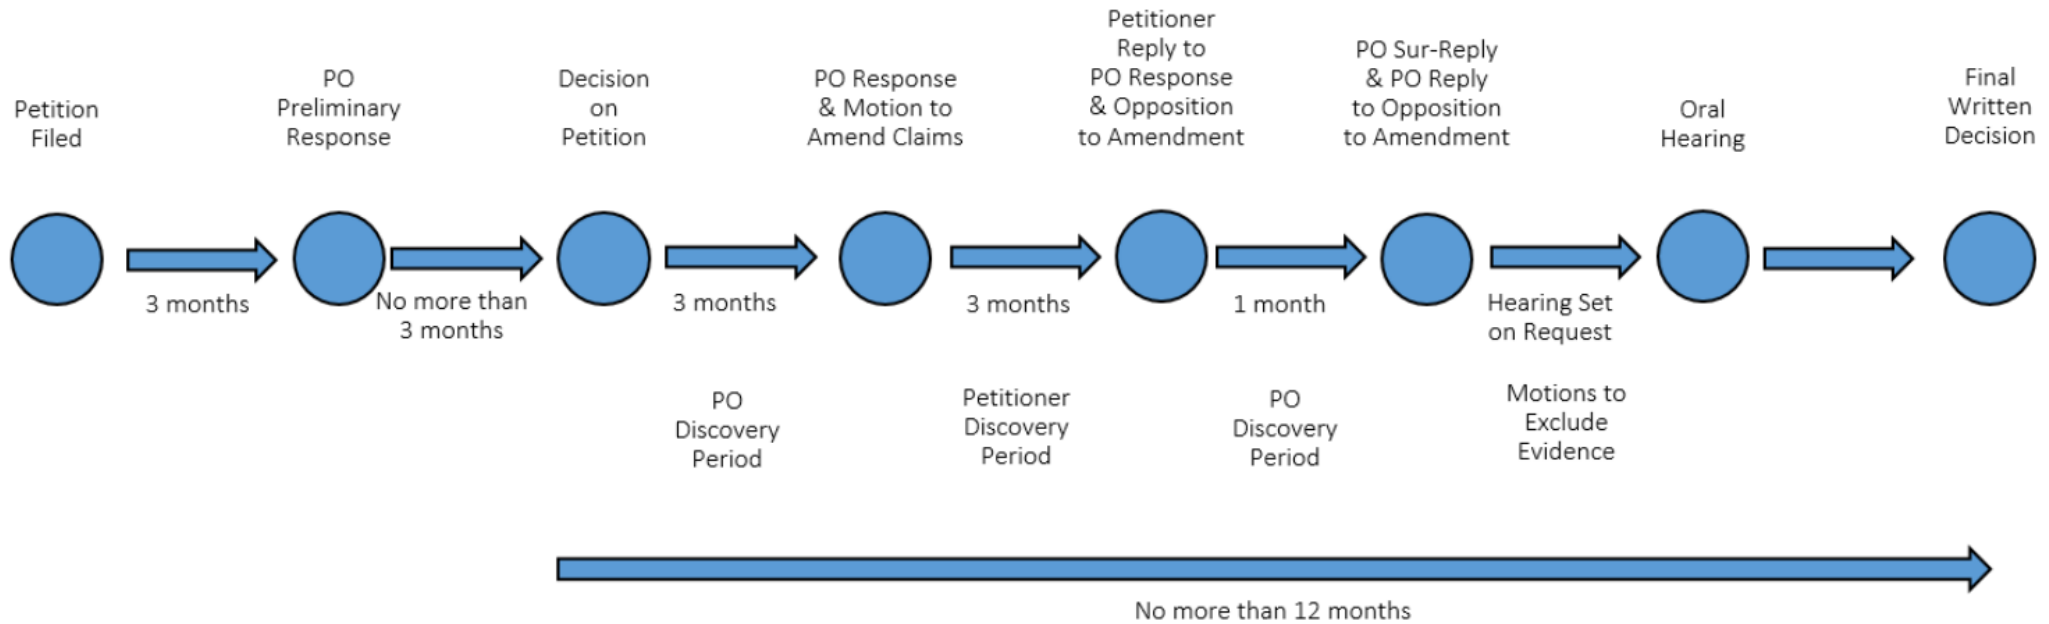 Petition
Filed
PO
Preliminary
Response
Decision
on
Petition
PO Response
& Motion to
Amend Claims
Petitioner
Reply to
PO Response
& Opposition
to Amendment
PO Sur-Reply
& PO Reply
to Opposition
to Amendment
Oral
Hearing
Final
Written
Decision
3 months
No more than
3 months
3 months
3 months
1 month
Hearing Set
on Request
PO
Discovery
Period
Petitioner
Discovery
Period
PO
Discovery
Period
Motions to
Exclude
Evidence
No more than 12 months